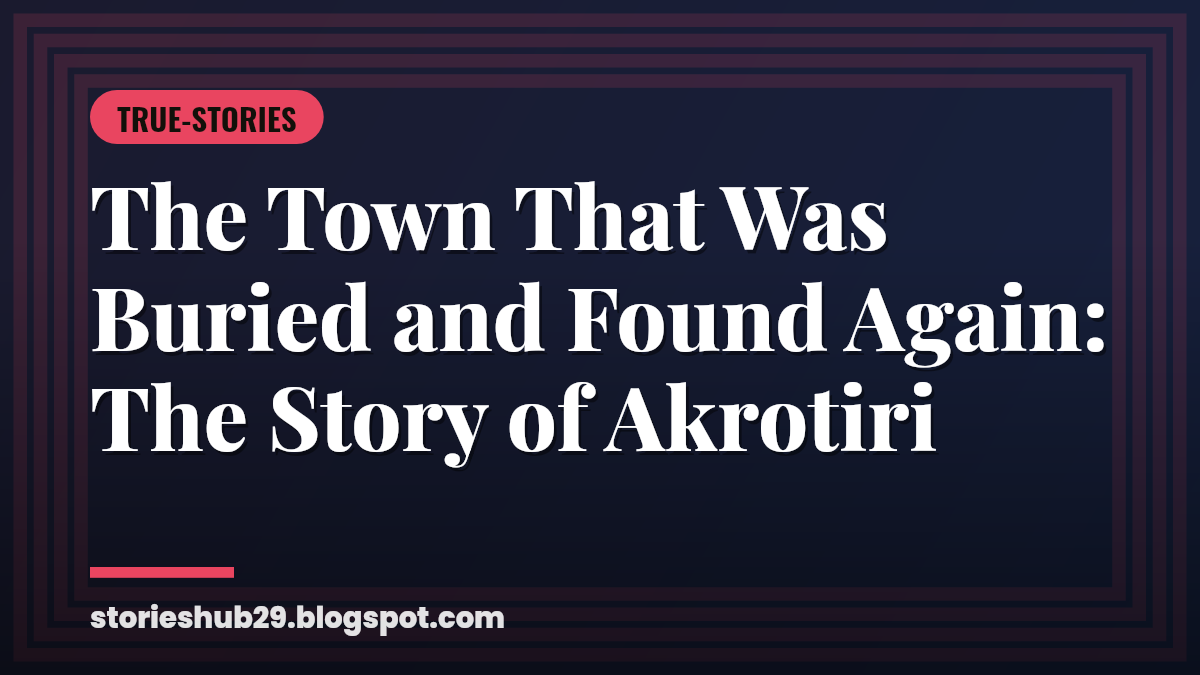 TRUE-STORIES
The Town That Was
Buried and Found Again:
The Story of Akrotiri
storieshub29.blogspot.com